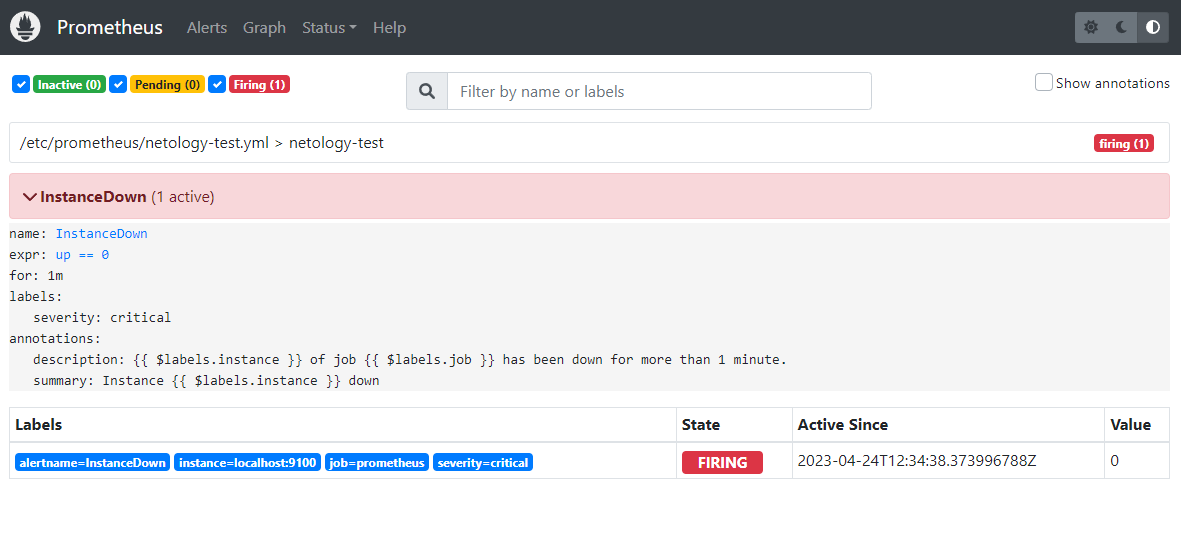 Prometheus Alerts Graph Status Help
Inactive (0) Pending (0) Firing (1) Filter by name or labels Show annotations
/etc/prometheus/netology-test.yml > netology-test firing (1)
InstanceDown (1 active)
name: InstanceDown
expr: up == 0
for: 1m
labels:
severity: critical
annotations:
description: {{ $labels.instance }} of job {{ $labels.job }} has been down for more than 1 minute.
summary: Instance {{ $labels.instance }} down
Labels State Active Since Value
alertname=InstanceDown instance=localhost:9100 job=prometheus severity=critical FIRING 2023-04-24T12:34:38.373996788Z 0